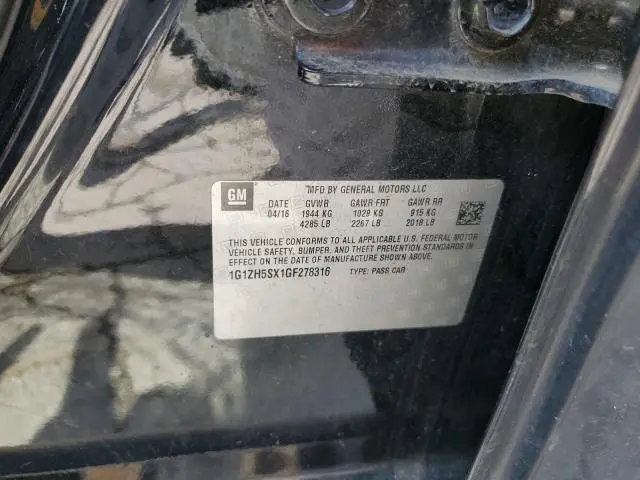 GM
MFD BY GENERAL MOTORS LLC
DATE GVWR GAWR FRT GAWR RR
04/16 1944 KG 1029 KG 915 KG
4285 LB 2267 LB 2018 LB
THIS VEHICLE CONFORMS TO ALL APPLICABLE U.S. FEDERAL MOTOR
VEHICLE SAFETY, BUMPER, AND THEFT PREVENTION STANDARDS IN
EFFECT ON THE DATE OF MANUFACTURE SHOWN ABOVE.
1G1ZH5SX1GF278316 TYPE: PASS CAR